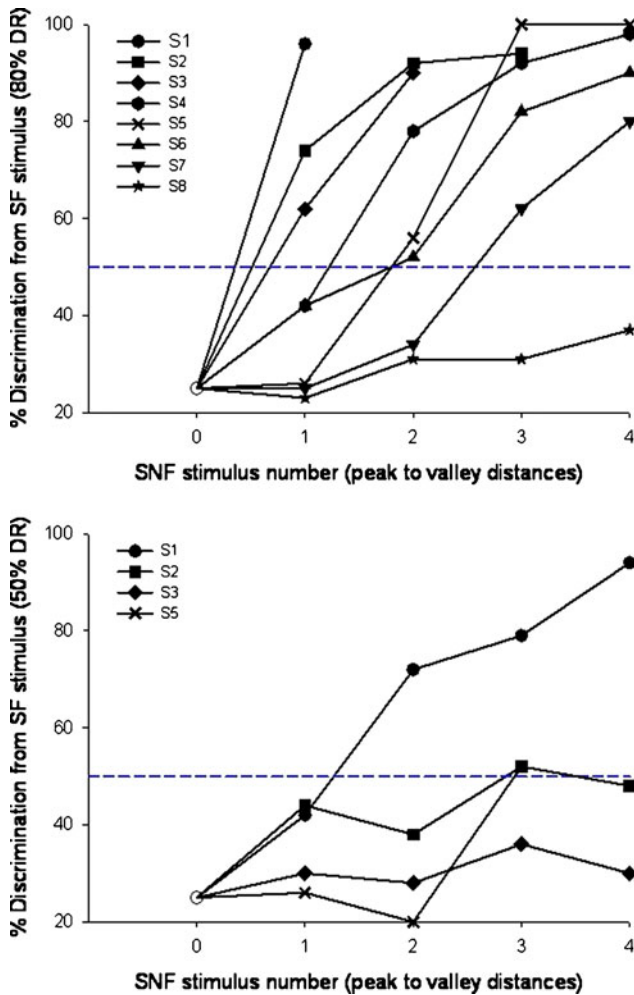 % Discrimination from SF stimulus (80% DR)
100
80
60
40
20
S1
S2
S3
S4
S5
S6
S7
S8
0 1 2 3 4
SNF stimulus number (peak to valley distances)
% Discrimination from SF stimulus (50% DR)
100
80
60
40
20
S1
S2
S3
S5
0 1 2 3 4
SNF stimulus number (peak to valley distances)